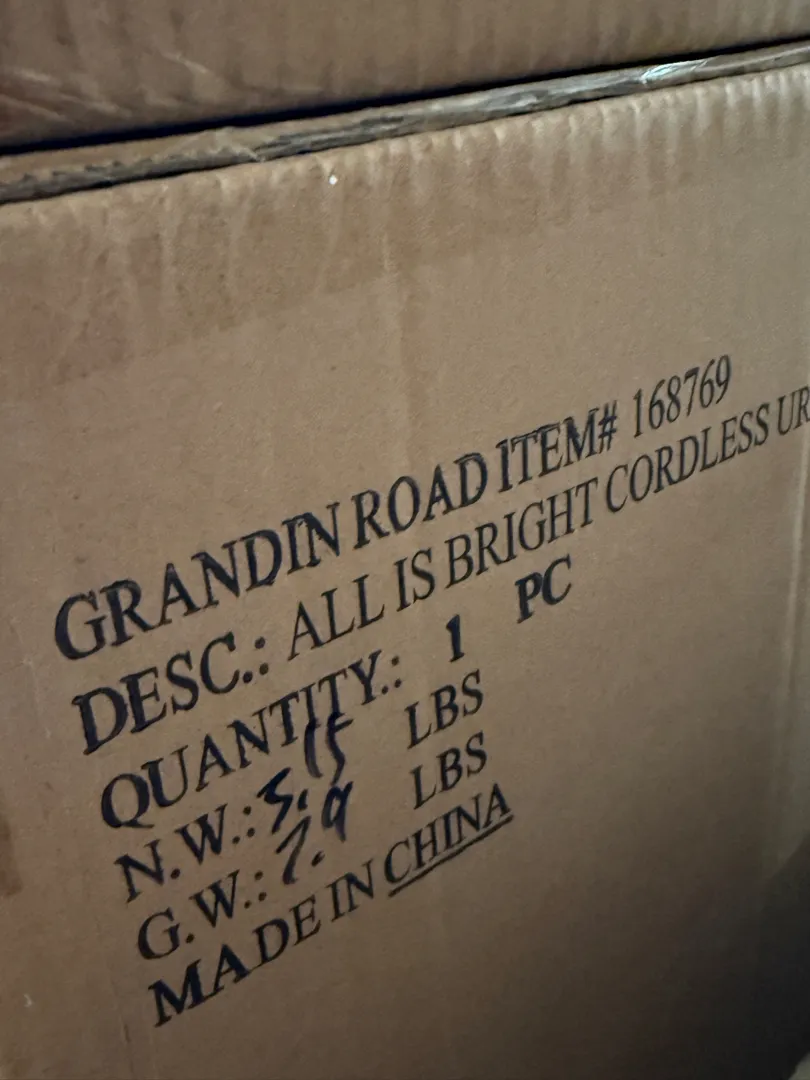 GRANDIN ROAD ITEM# 168769
DESC.: ALL IS BRIGHT CORDLESS UR
QUANTITY.: 1 PC
N.W.: 5.15 LBS
G.W.: 7.9 LBS
MADE IN CHINA